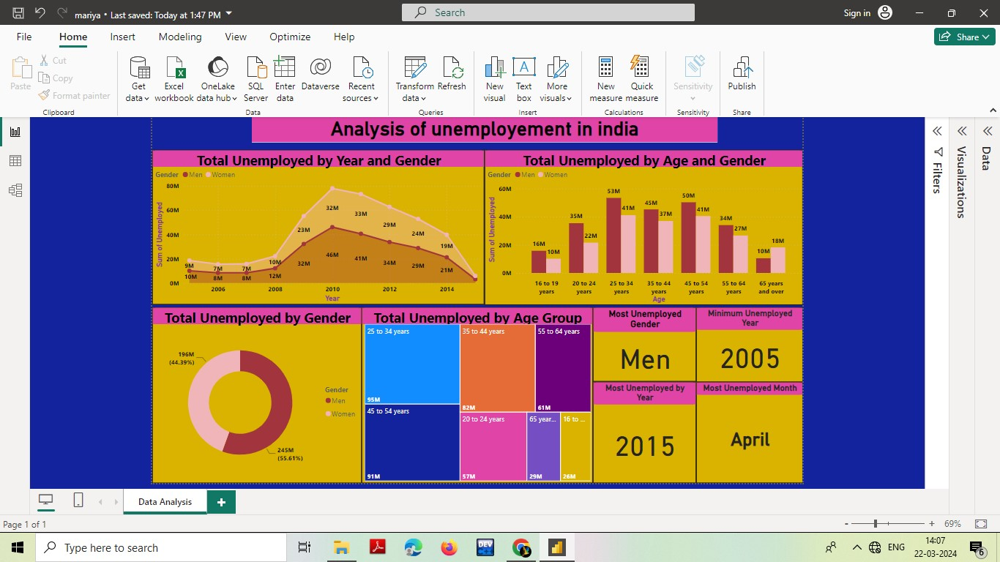 mariya • Last saved: Today at 1:47 PM
Search
Sign in
File Home Insert Modeling View Optimize Help
Share
Paste
Cut
Copy
Format painter
Get data
Excel workbook
OneLake data hub
SQL Server
Enter data
Dataverse
Recent sources
Transform data
Refresh
New visual
Text box
More visuals
New measure
Quick measure
Sensitivity
Publish
Clipboard
Data
Queries
Insert
Calculations
Sensitivity
Share
Analysis of unemployement in india
Total Unemployed by Year and Gender
Gender Men Women
Sum of Unemployed
80M
60M
40M
20M
0M
9M 7M 7M 10M 23M 32M 33M 29M 24M 19M
10M 8M 8M 12M 32M 46M 41M 34M 29M 21M
2006 2008 2010 2012 2014
Year
Total Unemployed by Age and Gender
Gender Men Women
Sum of Unemployed
60M
40M
20M
0M
16M 10M 35M 22M 53M 41M 45M 37M 50M 41M 34M 27M 10M 18M
16 to 19 years
20 to 24 years
25 to 34 years
35 to 44 years
45 to 54 years
55 to 64 years
65 years and over
Age
Total Unemployed by Gender
196M
(44.39%)
Gender
Men
Women
245M
(55.61%)
Total Unemployed by Age Group
25 to 34 years
95M
45 to 54 years
91M
35 to 44 years
82M
55 to 64 years
61M
20 to 24 years
57M
65 year...
29M
16 to ...
26M
Most Unemployed
Gender
Men
Minimum Unemployed
Year
2005
Most Unemployed by
Year
2015
Most Unemployed Month
April
Filters
Visualizations
Data
Data Analysis
+
Page 1 of 1
- + 69%
Type here to search
DEV
ENG
14:07
22-03-2024
6